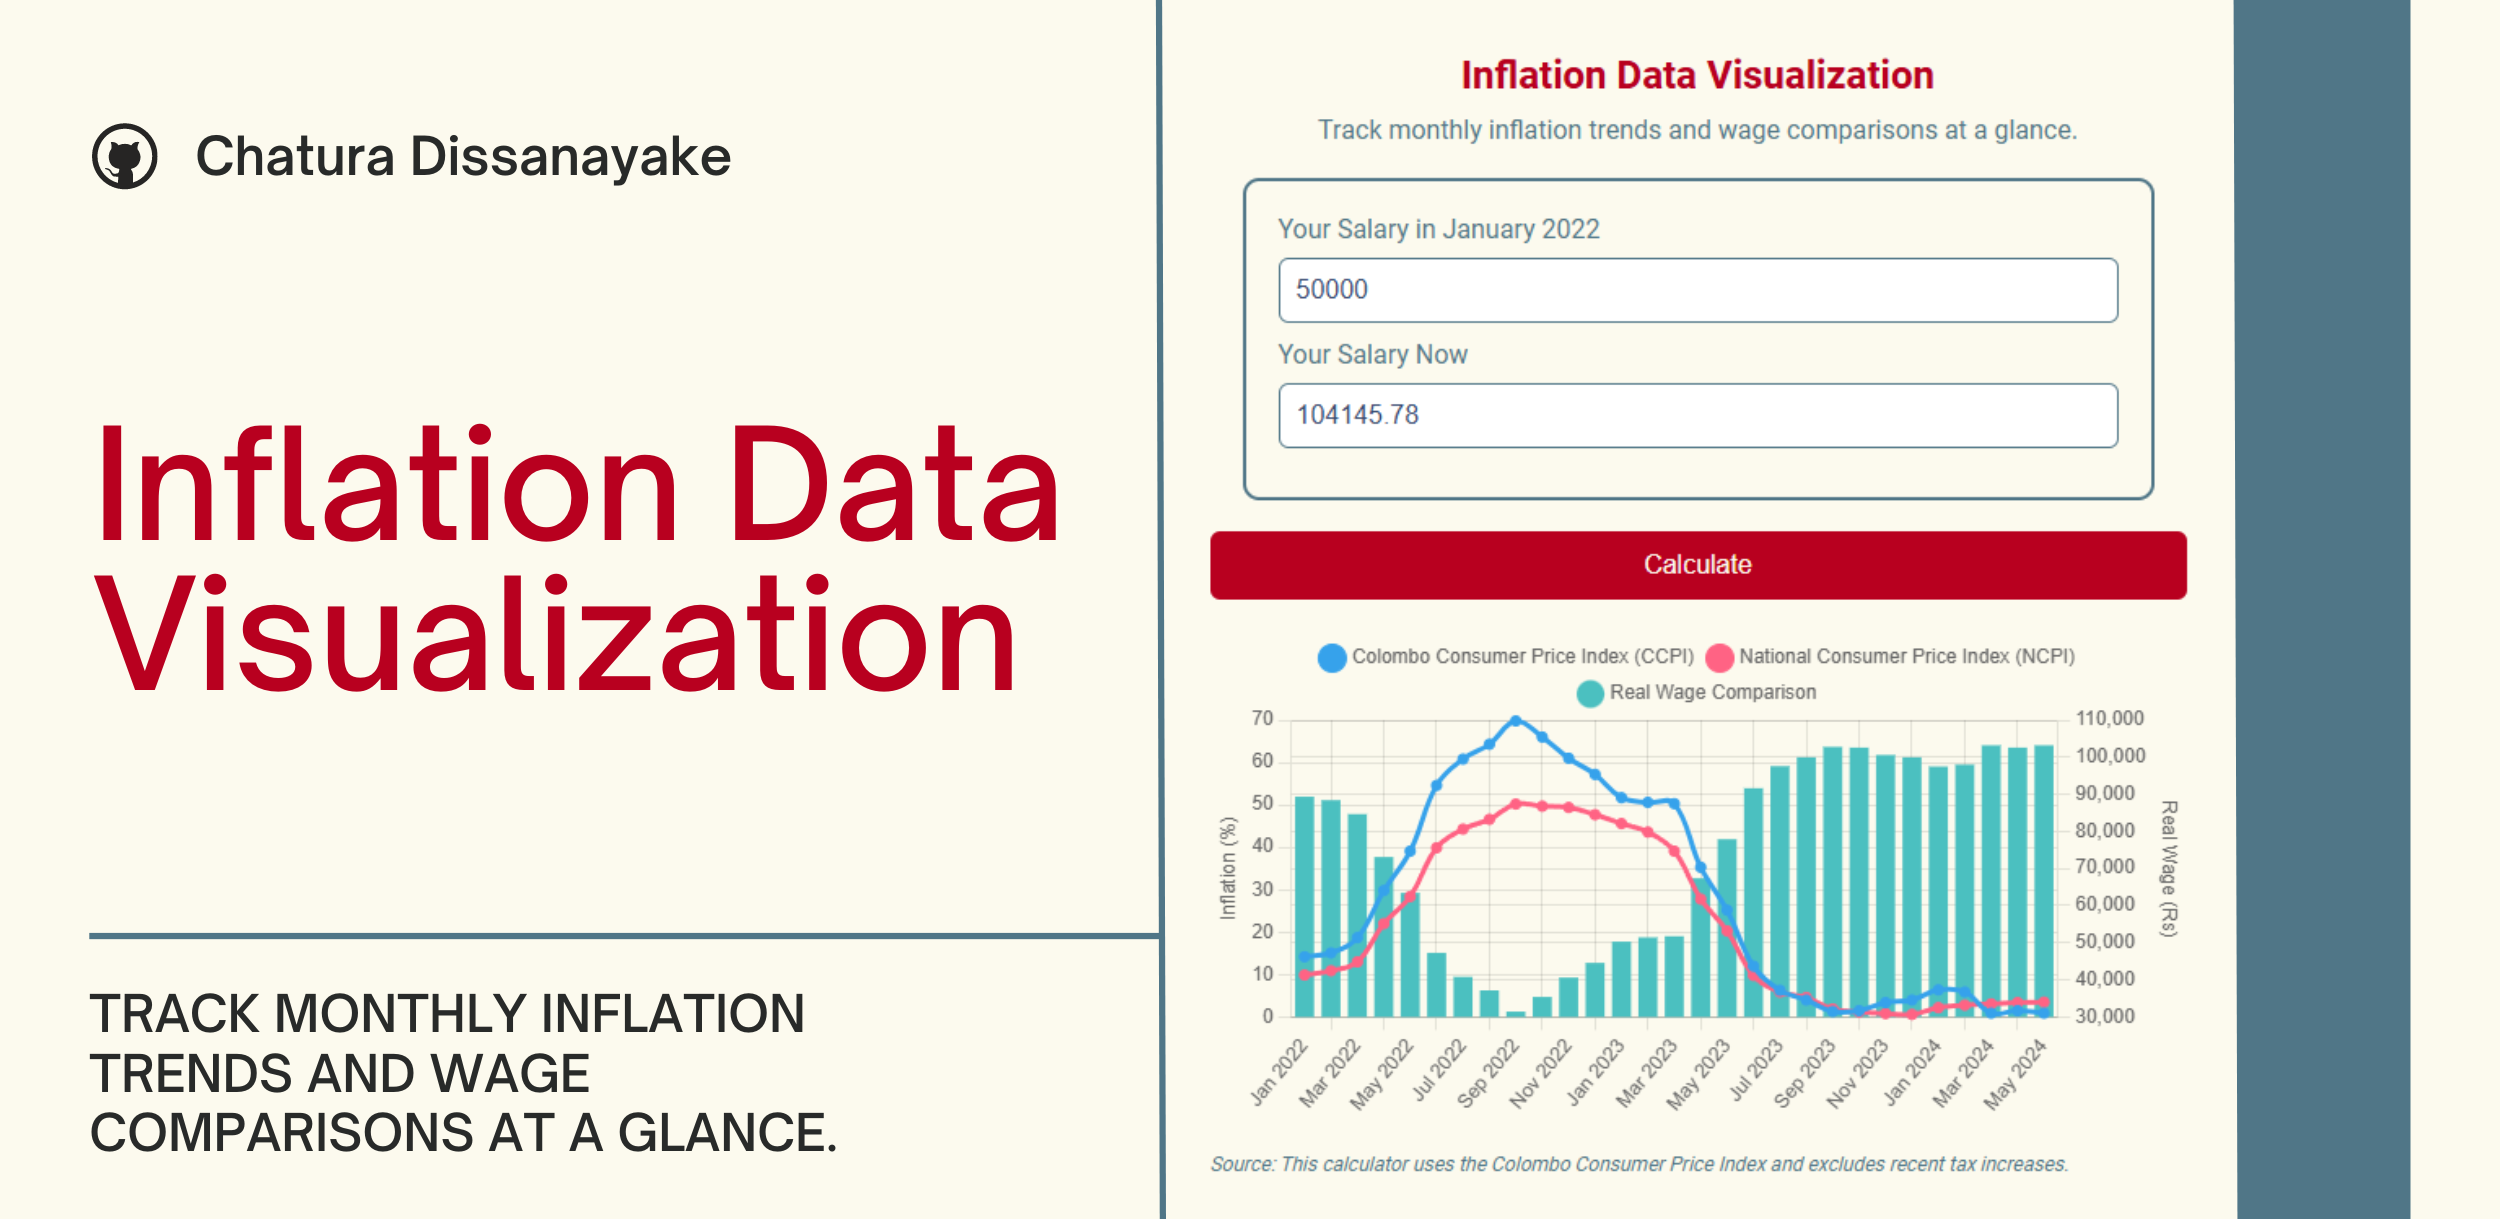 Chatura Dissanayake
Inflation Data
Visualization
TRACK MONTHLY INFLATION
TRENDS AND WAGE
COMPARISONS AT A GLANCE.
Inflation Data Visualization
Track monthly inflation trends and wage comparisons at a glance.
Your Salary in January 2022
50000
Your Salary Now
104145.78
Calculate
Colombo Consumer Price Index (CCPI) National Consumer Price Index (NCPI)
Real Wage Comparison
Inflation (%)
70
60
50
40
30
20
10
0
110,000
100,000
90,000
80,000
70,000
60,000
50,000
40,000
30,000
Real Wage (Rs)
Jan 2022
Mar 2022
May 2022
Jul 2022
Sep 2022
Nov 2022
Jan 2023
Mar 2023
May 2023
Jul 2023
Sep 2023
Nov 2023
Jan 2024
Mar 2024
May 2024
Source: This calculator uses the Colombo Consumer Price Index and excludes recent tax increases.